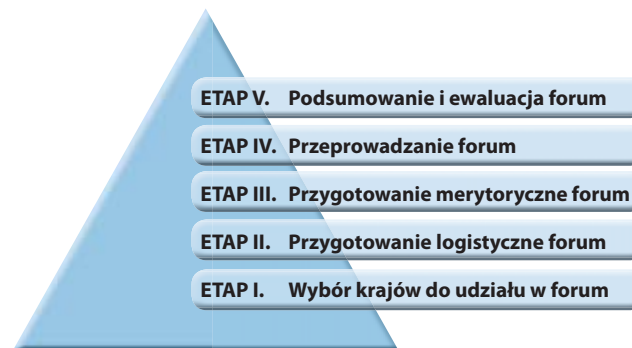 ETAP V. Podsumowanie i ewaluacja forum
ETAP IV. Przeprowadzanie forum
ETAP III. Przygotowanie merytoryczne forum
ETAP II. Przygotowanie logistyczne forum
ETAP I. Wybór krajów do udziału w forum